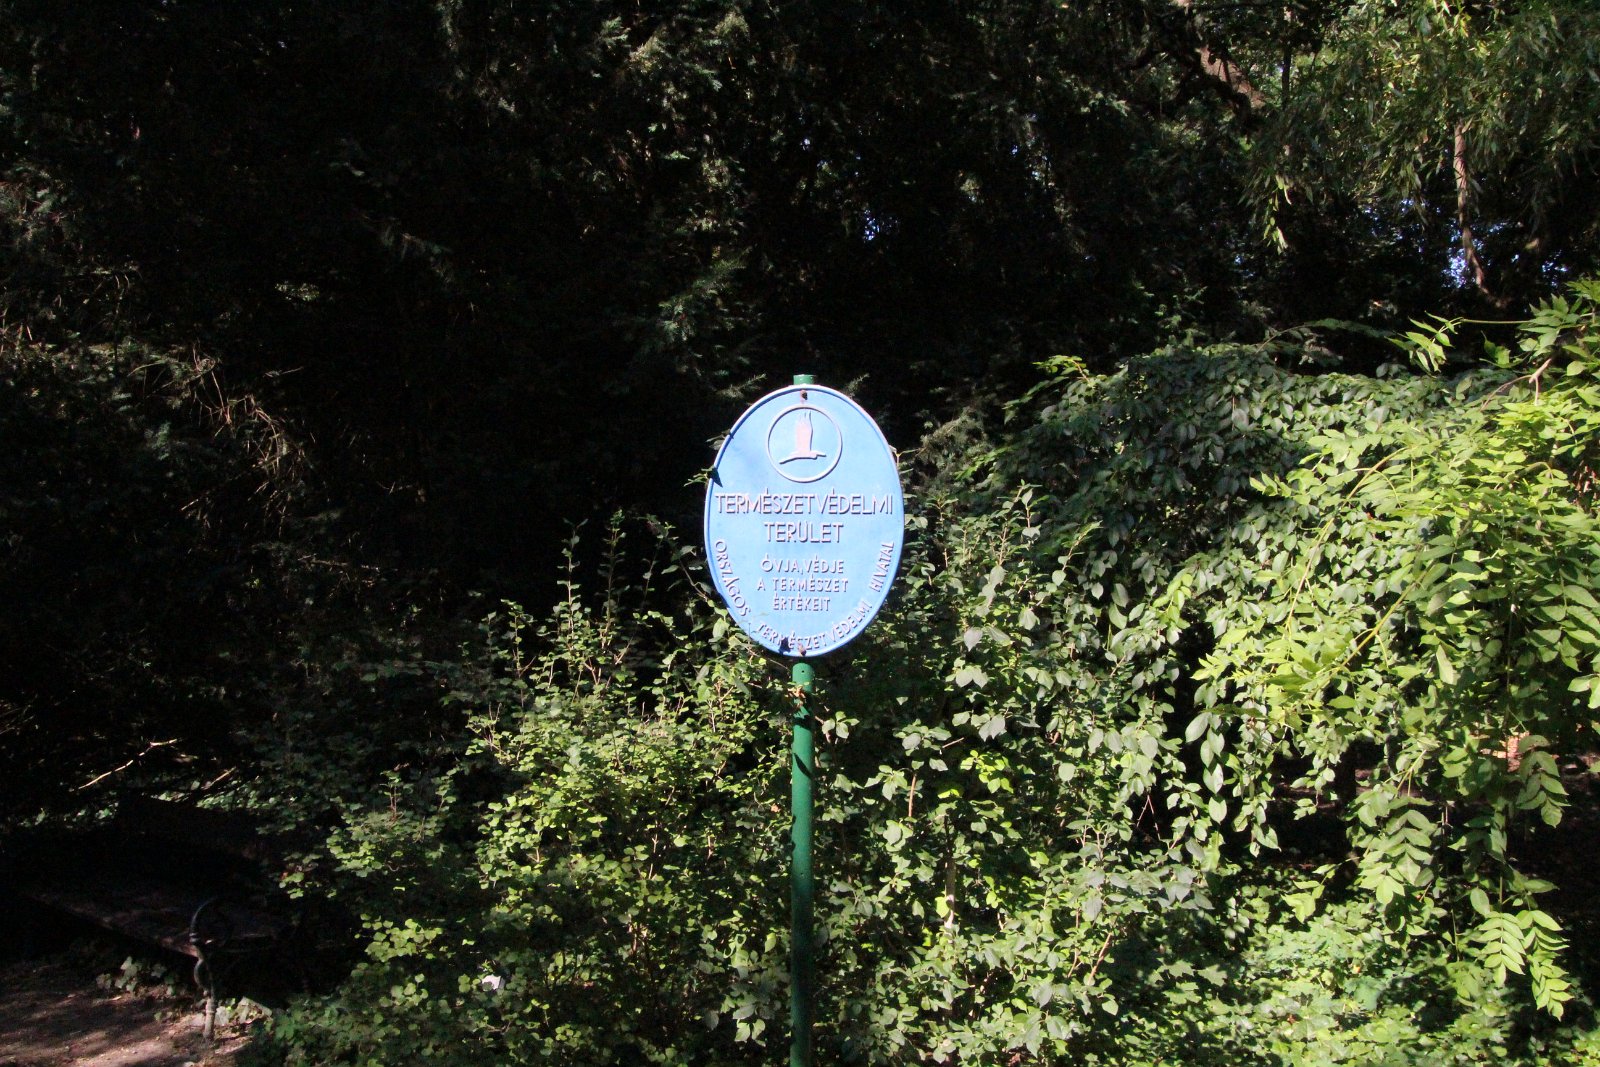 TERMÉSZETVÉDELMI
TERÜLET
ÓVJA, VÉDJE
A TERMÉSZET
ÉRTÉKEIT
ORSZÁGOS TERMÉSZETVÉDELMI HIVATAL